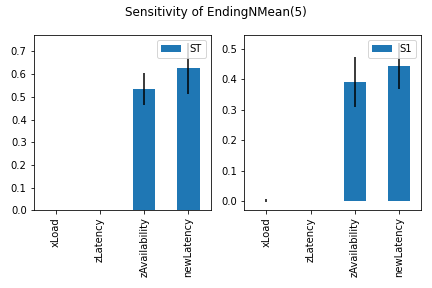 Sensitivity of EndingNMean(5)
ST
0.7
0.6
0.5
0.4
0.3
0.2
0.1
0.0
xLoad
zLatency
zAvailability
newLatency
S1
0.5
0.4
0.3
0.2
0.1
0.0
xLoad
zLatency
zAvailability
newLatency